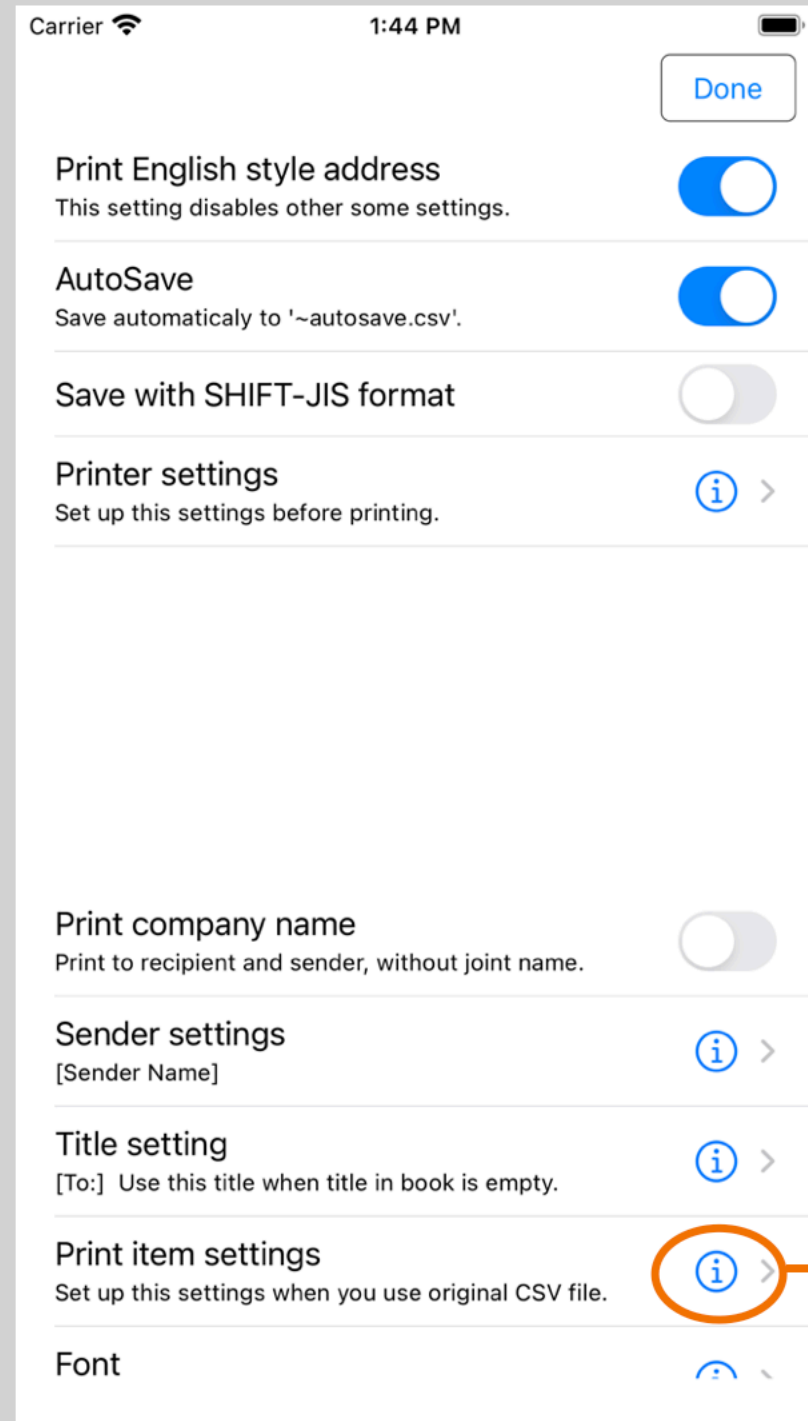 Carrier
1:44 PM
Done
Print English style address
This setting disables other some settings.
AutoSave
Save automaticaly to '~autosave.csv'.
Save with SHIFT-JIS format
Printer settings
Set up this settings before printing.
Print company name
Print to recipient and sender, without joint name.
Sender settings
[Sender Name]
Title setting
[To:]  Use this title when title in book is empty.
Print item settings
Set up this settings when you use original CSV file.
Font